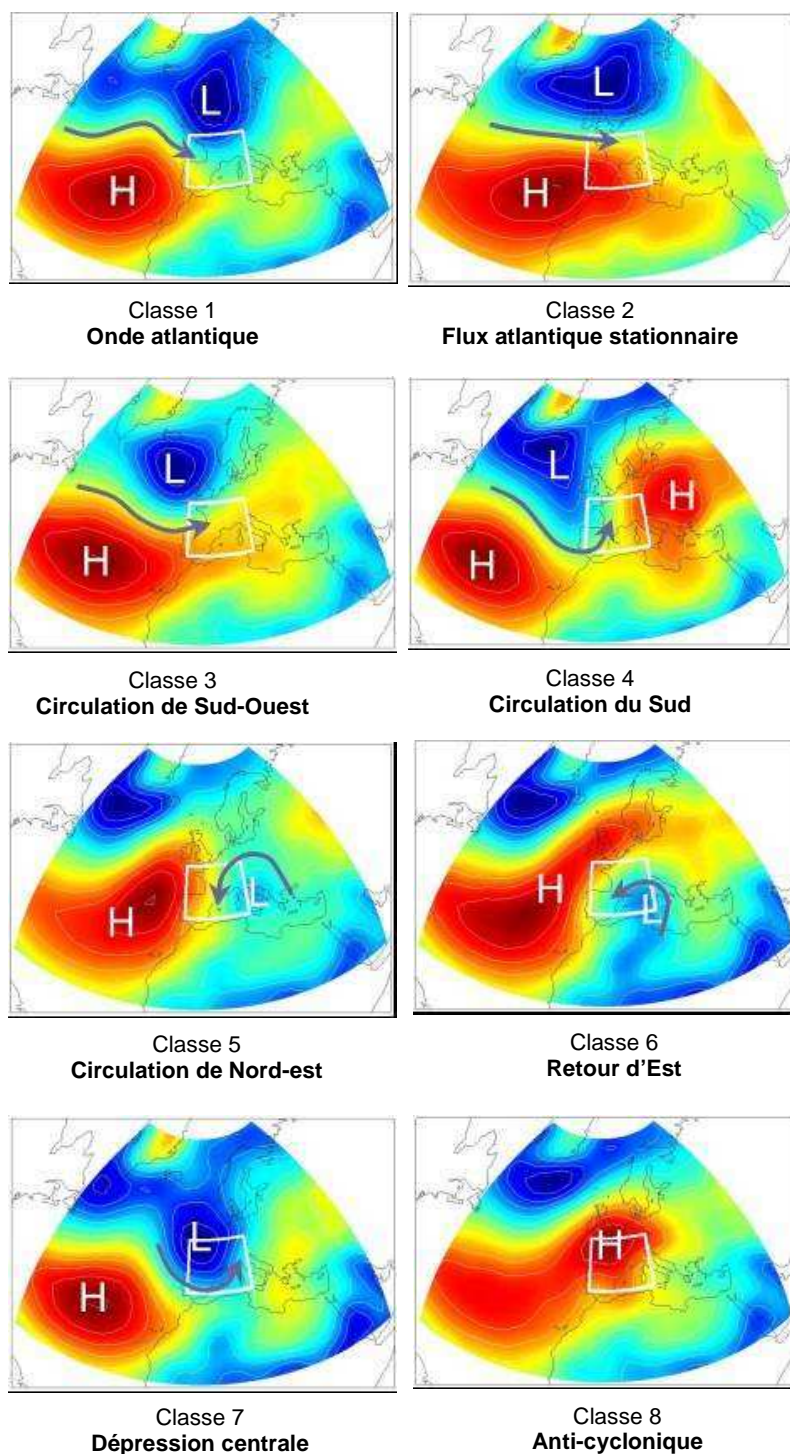 L
H
L
H
Classe 1
Onde atlantique
Classe 2
Flux atlantique stationnaire
L
H
L
H
H
Classe 3
Circulation de Sud-Ouest
Classe 4
Circulation du Sud
H
L
H
L
Classe 5
Circulation de Nord-est
Classe 6
Retour d’Est
L
H
H
Classe 7
Dépression centrale
Classe 8
Anti-cyclonique